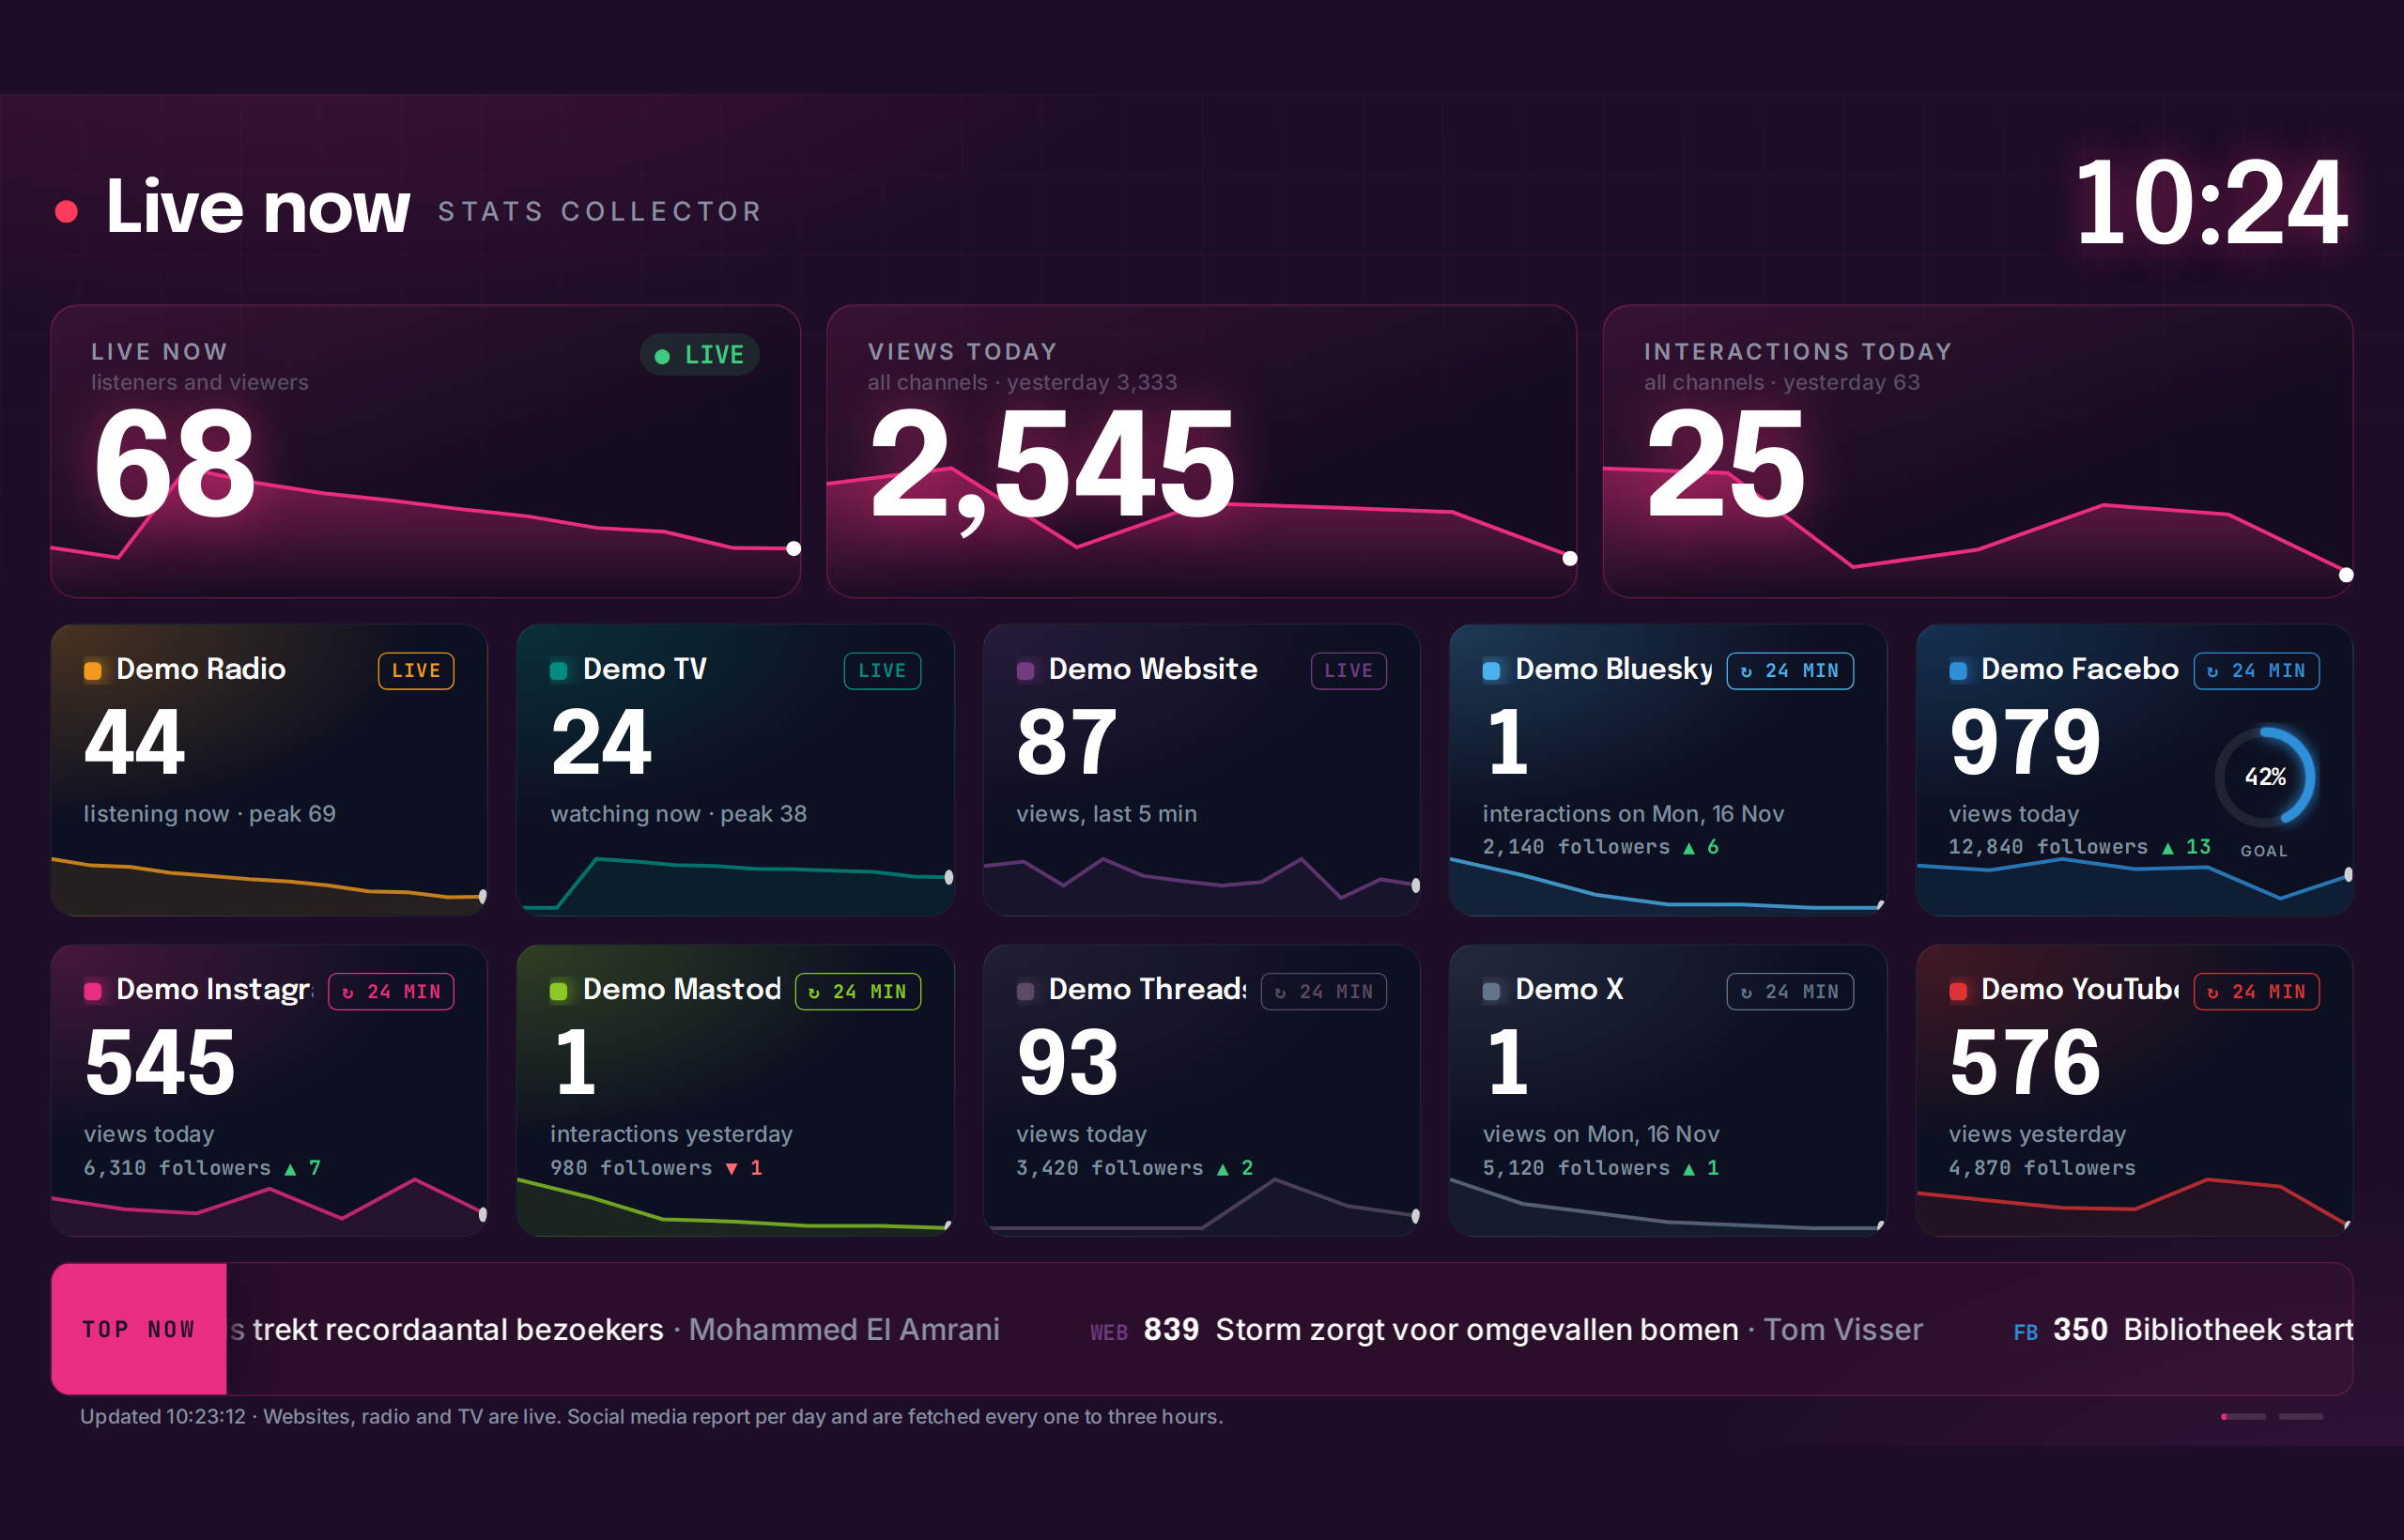 Live now STATS COLLECTOR
10:24
LIVE NOW
LIVE
listeners and viewers
68
VIEWS TODAY
all channels · yesterday 3,333
2,545
INTERACTIONS TODAY
all channels · yesterday 63
25
Demo Radio
LIVE
44
listening now · peak 69
Demo TV
LIVE
24
watching now · peak 38
Demo Website
LIVE
87
views, last 5 min
Demo Bluesky
↻ 24 MIN
1
interactions on Mon, 16 Nov
2,140 followers ▲ 6
Demo Facebo
↻ 24 MIN
979
42%
views today
12,840 followers ▲ 13
GOAL
Demo Instagr
↻ 24 MIN
545
views today
6,310 followers ▲ 7
Demo Mastod
↻ 24 MIN
1
interactions yesterday
980 followers ▼ 1
Demo Threads
↻ 24 MIN
93
views today
3,420 followers ▲ 2
Demo X
↻ 24 MIN
1
views on Mon, 16 Nov
5,120 followers ▲ 1
Demo YouTube
↻ 24 MIN
576
views yesterday
4,870 followers
TOP NOW
s trekt recordaantal bezoekers · Mohammed El Amrani WEB 839 Storm zorgt voor omgevallen bomen · Tom Visser FB 350 Bibliotheek start
Updated 10:23:12 · Websites, radio and TV are live. Social media report per day and are fetched every one to three hours.